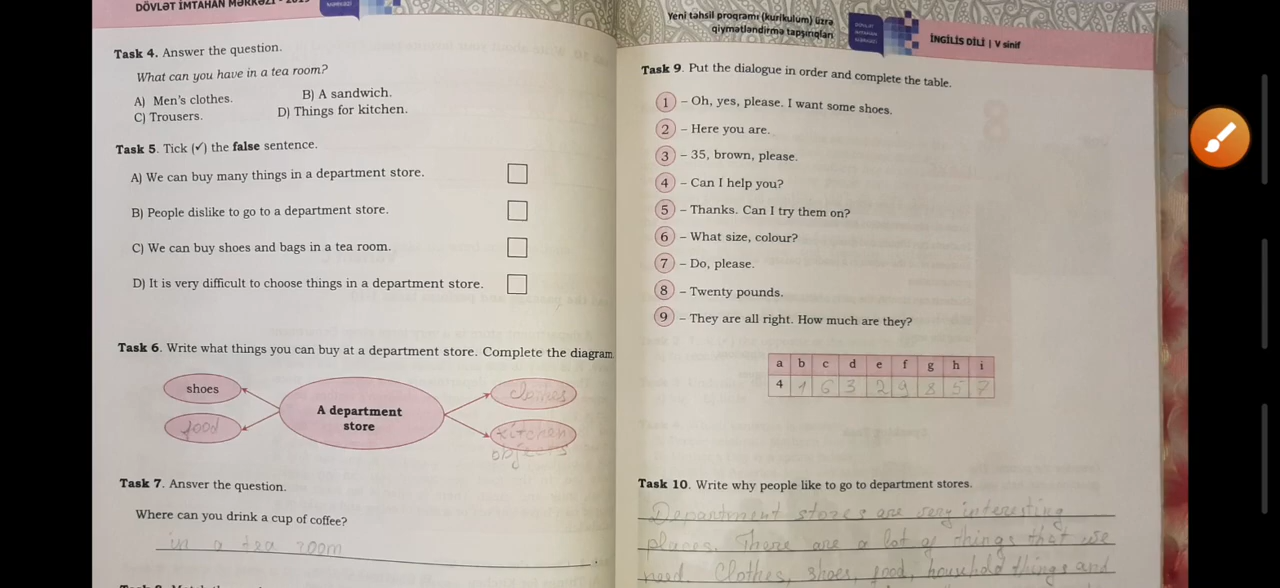 DÖVLƏT İMTAHAN MƏRKƏZİ - 2019
Task 4. Answer the question.
What can you have in a tea room?
A) Men's clothes. B) A sandwich.
C) Trousers. D) Things for kitchen.
Task 5. Tick (✓) the false sentence.
A) We can buy many things in a department store.
B) People dislike to go to a department store.
C) We can buy shoes and bags in a tea room.
D) It is very difficult to choose things in a department store.
Task 6. Write what things you can buy at a department store. Complete the diagram
shoes
food
A department
store
clothes
kitchen
objects
Task 7. Answer the question.
Where can you drink a cup of coffee?
in a tea room
Yeni təhsil proqramı (kurikulum) üzrə
qiymətləndirmə tapşırıqları
İNGİLİS DİLİ | V sinif
Task 9. Put the dialogue in order and complete the table.
1 – Oh, yes, please. I want some shoes.
2 – Here you are.
3 – 35, brown, please.
4 – Can I help you?
5 – Thanks. Can I try them on?
6 – What size, colour?
7 – Do, please.
8 – Twenty pounds.
9 – They are all right. How much are they?
a b c d e f g h i
4 1 6 3 2 9 8 5 7
Task 10. Write why people like to go to department stores.
Department stores are very interesting
places. There are a lot of things that we
need. Clothes, shoes, food, household things and